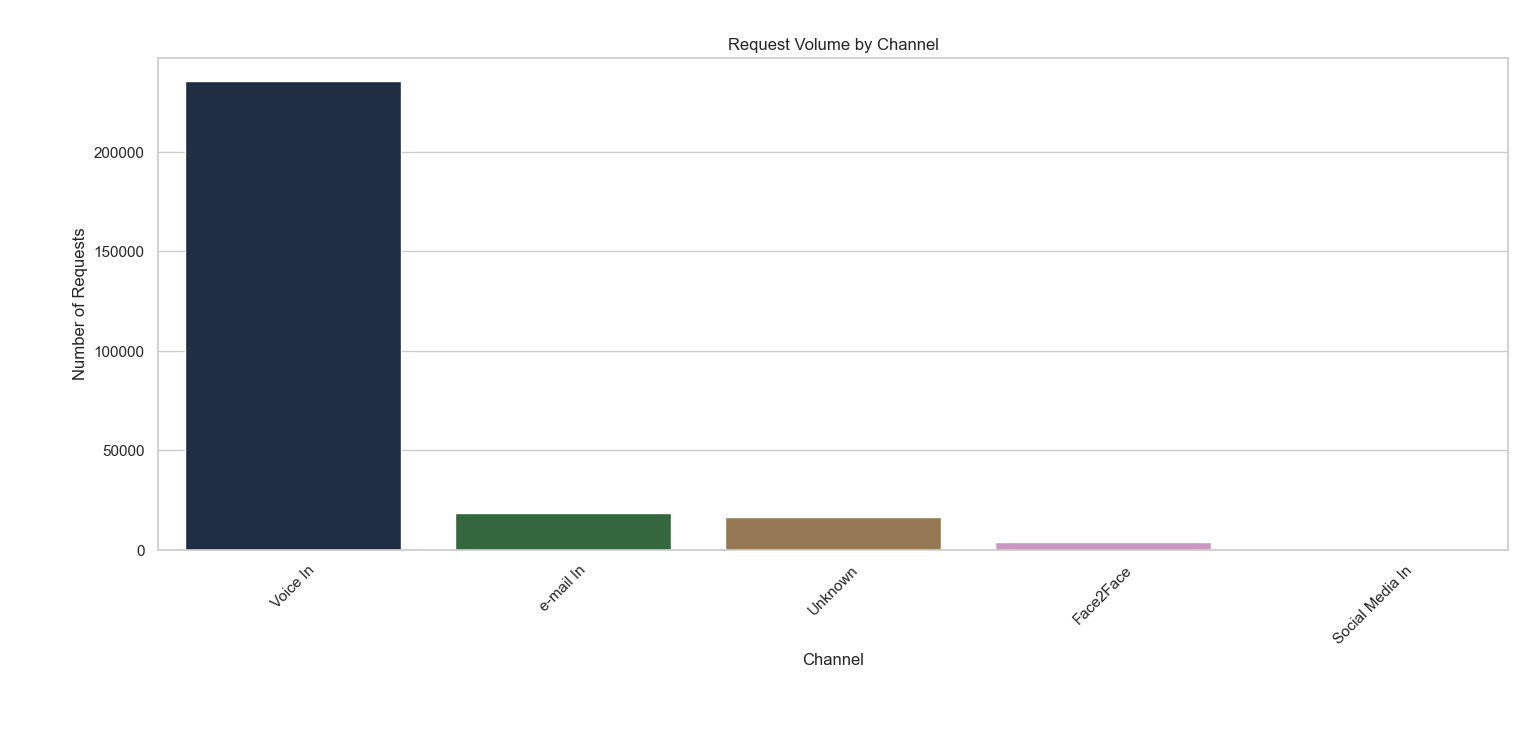 Request Volume by Channel
Number of Requests
200000
150000
100000
50000
0
Voice In
e-mail In
Unknown
Face2Face
Social Media In
Channel